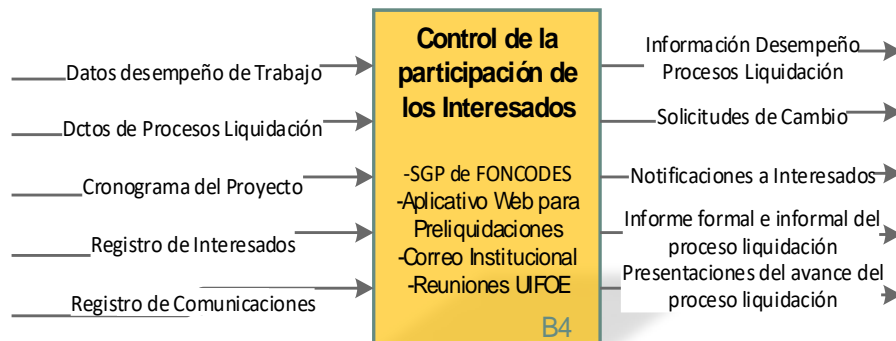 Datos desempeño de Trabajo
Dctos de Procesos Liquidación
Cronograma del Proyecto
Registro de Interesados
Registro de Comunicaciones
Control de la
participación de
los Interesados
-SGP de FONCODES
-Aplicativo Web para
Preliquidaciones
-Correo Institucional
-Reuniones UIFOE
B4
Información Desempeño
Procesos Liquidación
Solicitudes de Cambio
Notificaciones a Interesados
Informe formal e informal del
proceso liquidación
Presentaciones del avance del
proceso liquidación